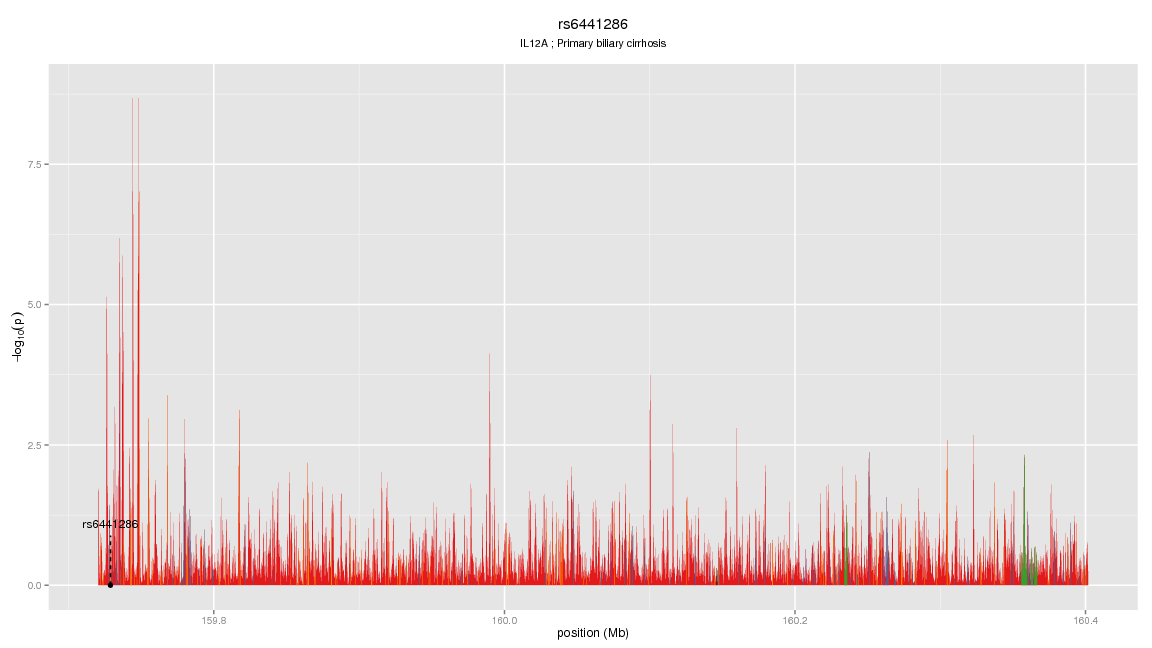 rs6441286
IL12A ; Primary biliary cirrhosis
7.5
5.0
2.5
0.0
−log10(p)
rs6441286
159.8
160.0
160.2
160.4
position (Mb)